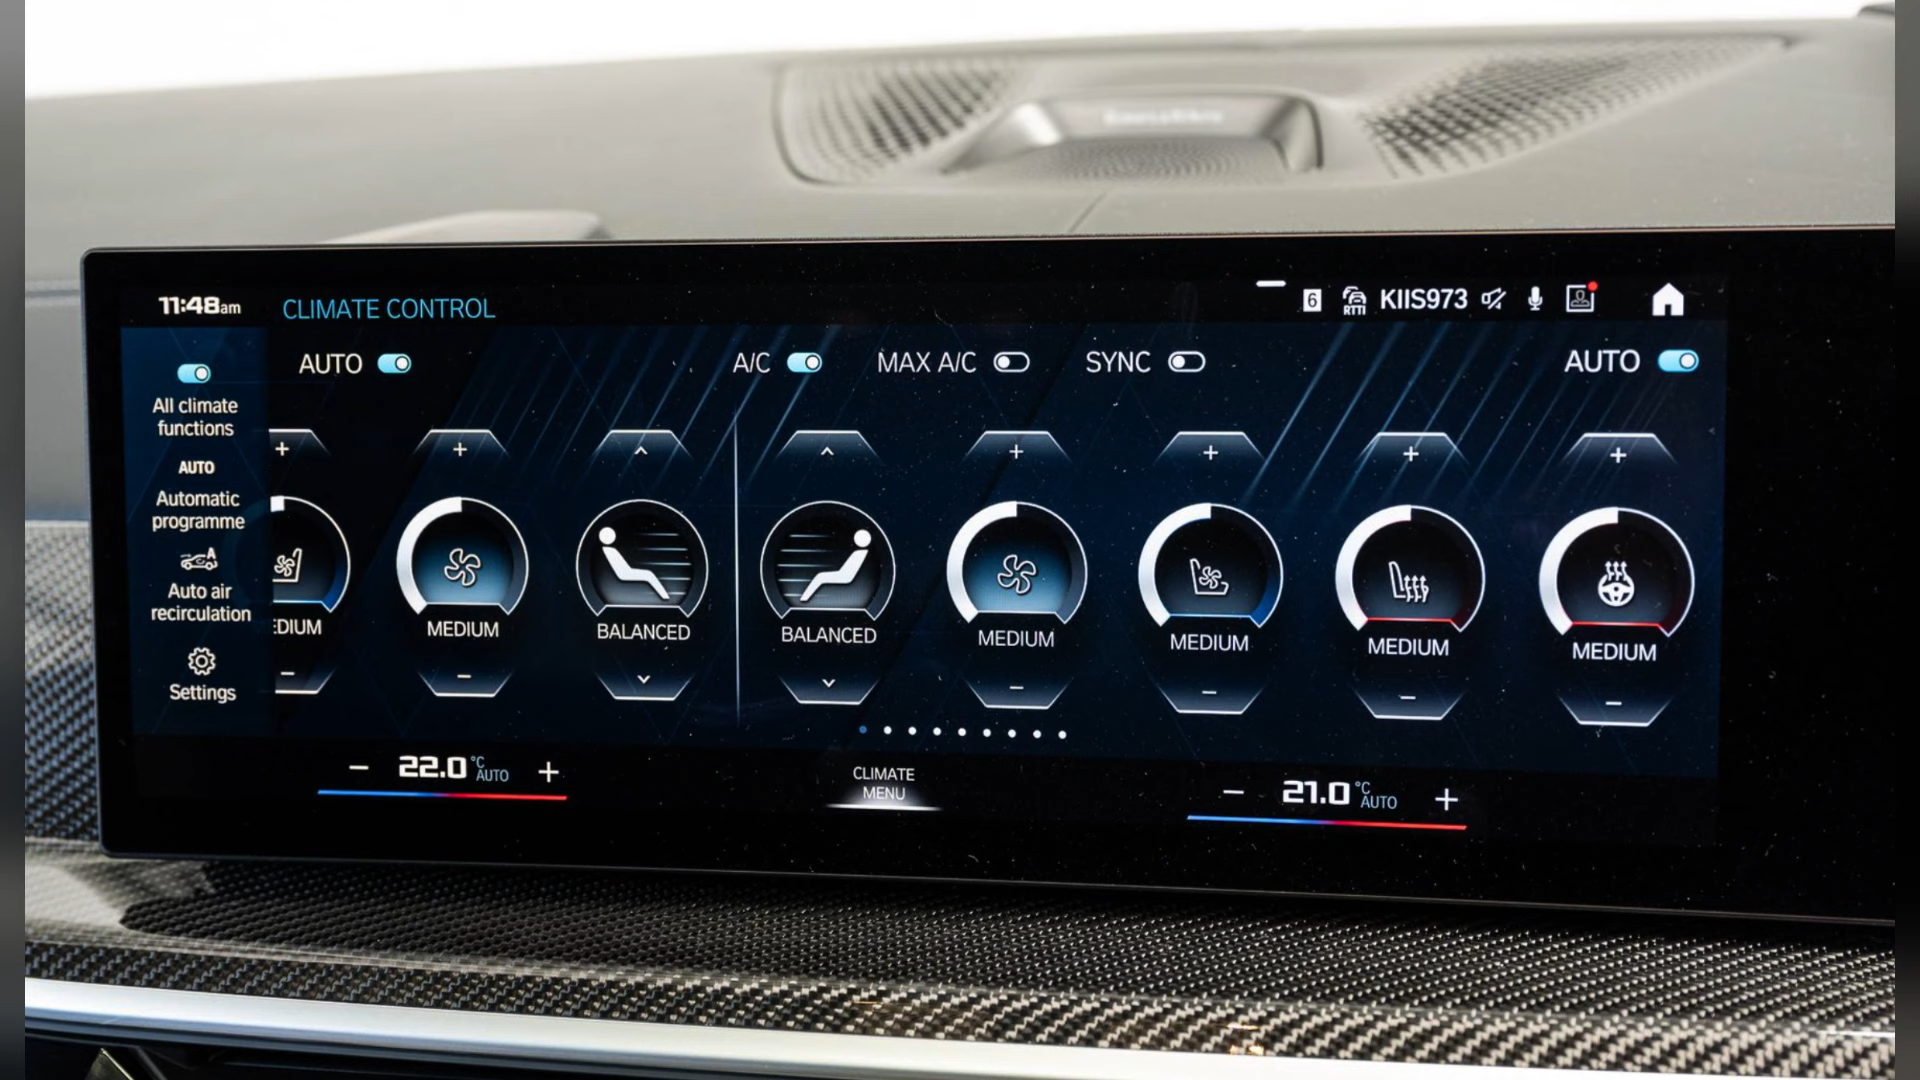 11:48am
CLIMATE CONTROL
6
RTTI
KIIS973
AUTO
A/C
MAX A/C
SYNC
AUTO
All climate
functions
AUTO
Automatic
programme
A
Auto air
recirculation
Settings
EDIUM
MEDIUM
BALANCED
BALANCED
MEDIUM
MEDIUM
MEDIUM
MEDIUM
− 22.0 °C AUTO +
CLIMATE
MENU
− 21.0 °C AUTO +